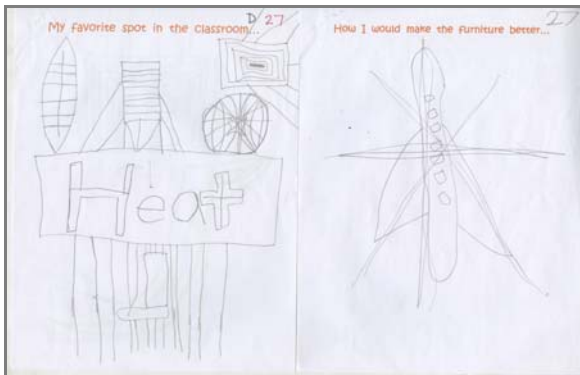 D 27
My favorite spot in the classroom...
Heat
27
How I would make the furniture better...